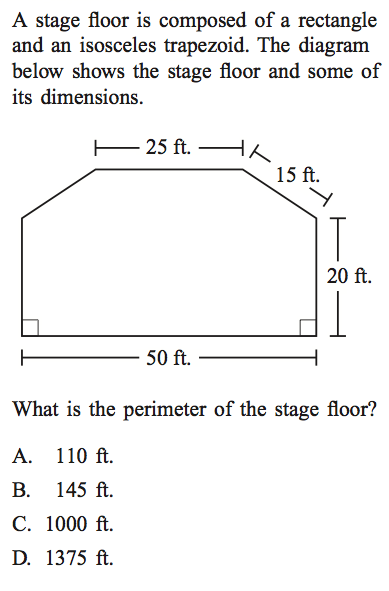 A stage floor is composed of a rectangle
and an isosceles trapezoid. The diagram
below shows the stage floor and some of
its dimensions.
25 ft.
15 ft.
20 ft.
50 ft.
What is the perimeter of the stage floor?
A. 110 ft.
B. 145 ft.
C. 1000 ft.
D. 1375 ft.